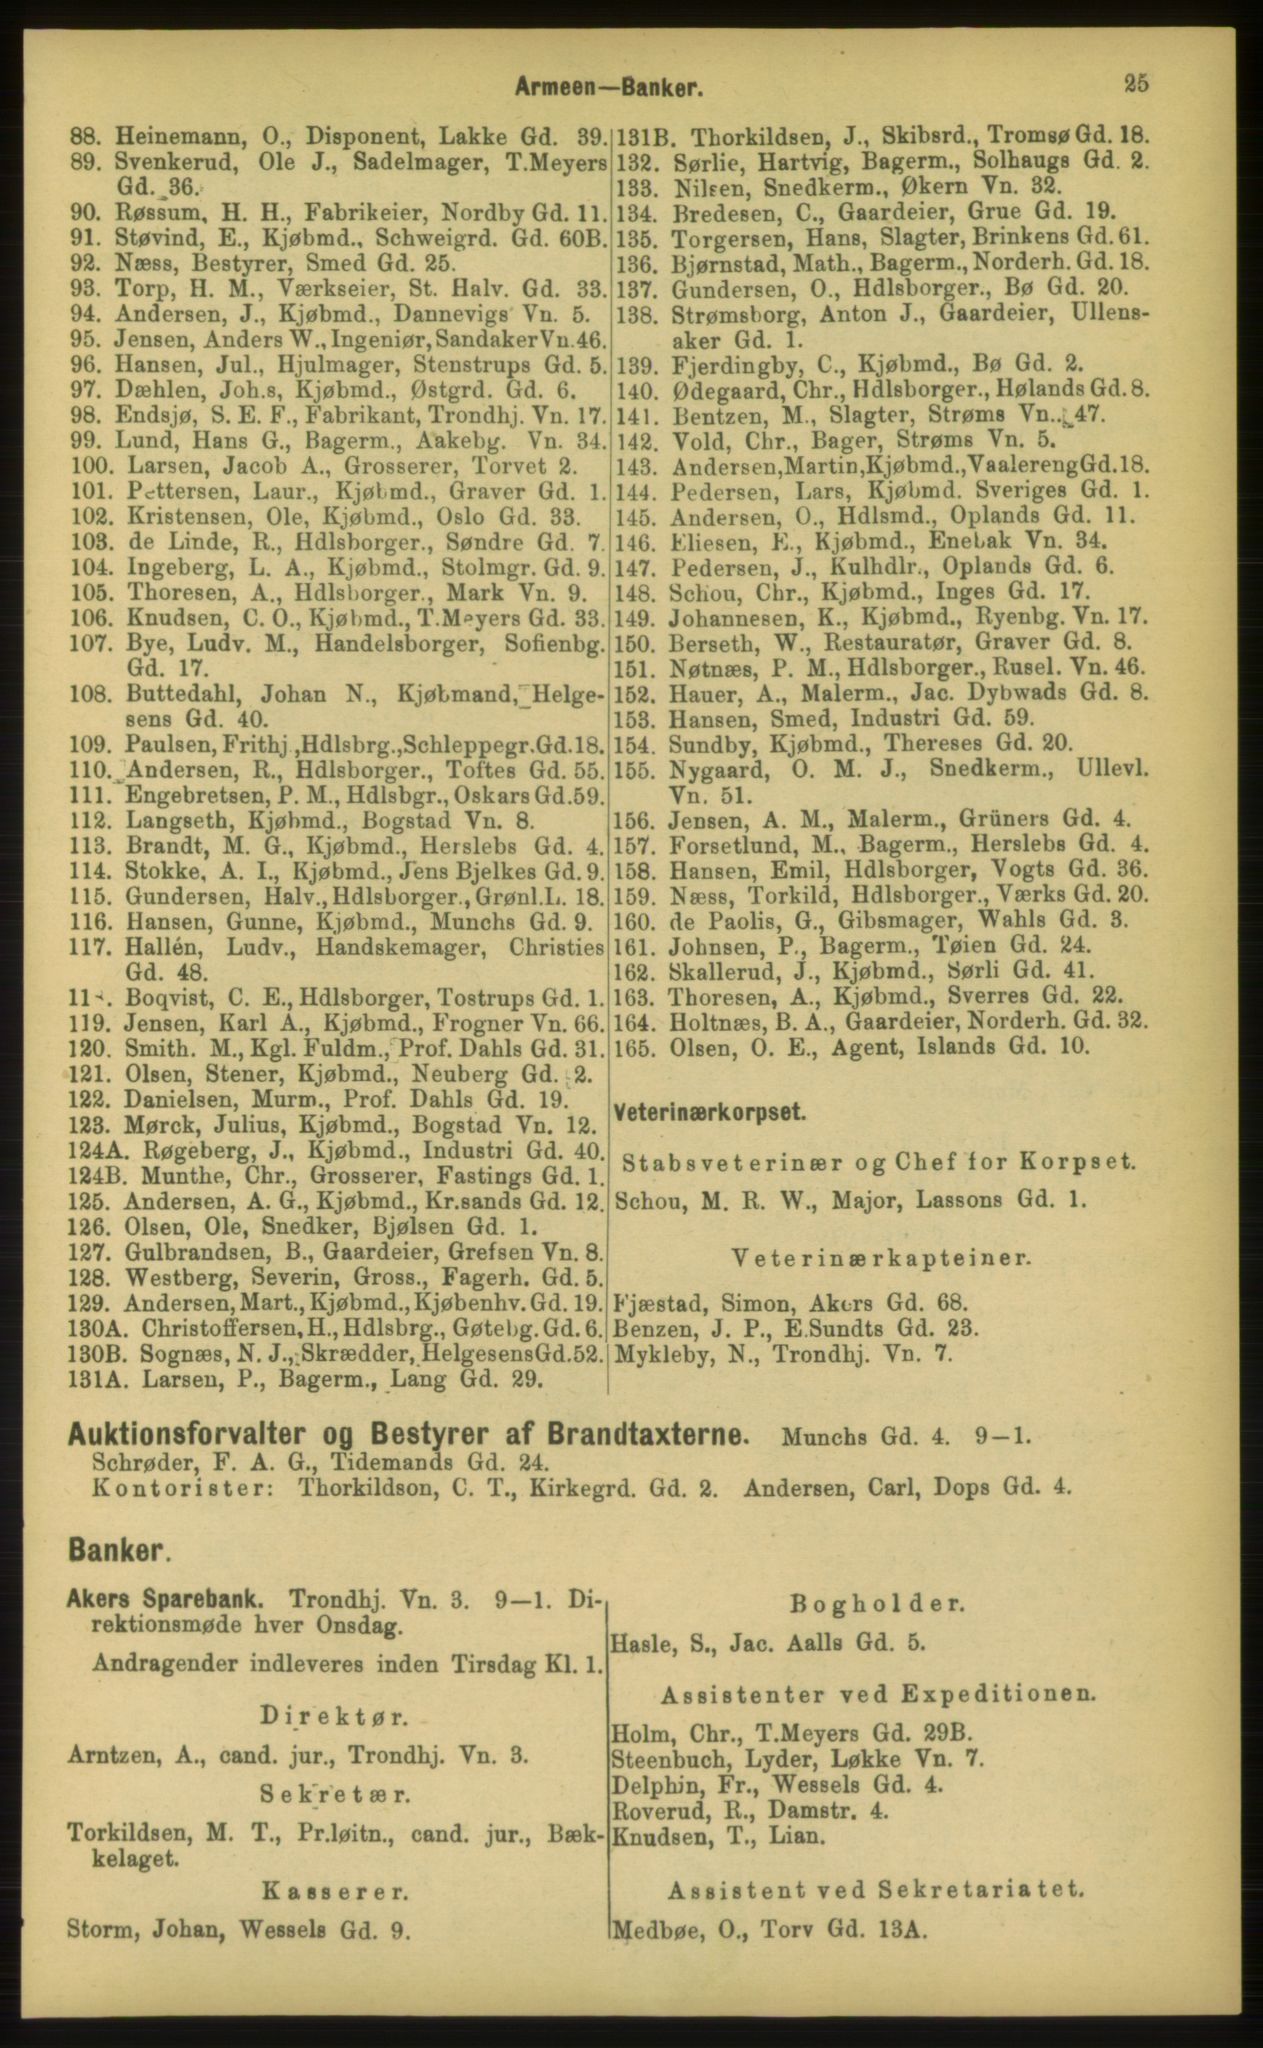 Armeen—Banker.
25
88. Heinemann, O., Disponent, Lakke Gd. 39.
89. Svenkerud, Ole J., Sadelmager, T.Meyers
Gd. 36.
90. Røssum, H. H., Fabrikeier, Nordby Gd. 11.
91. Støvind, E., Kjøbmd., Schweigrd. Gd. 60B.
92. Næss, Bestyrer, Smed Gd. 25.
93. Torp, H. M., Værkseier, St. Halv. Gd. 33.
94. Andersen, J., Kjøbmd., Dannevigs Vn. 5.
95. Jensen, Anders W., Ingeniør, Sandaker Vn. 46.
96. Hansen, Jul., Hjulmager, Stenstrups Gd. 5.
97. Dæhlen, Joh.s, Kjøbmd., Østgrd. Gd. 6.
98. Endsjø, S. E. F., Fabrikant, Trondhj. Vn. 17.
99. Lund, Hans G., Bagerm., Aakebg. Vn. 34.
100. Larsen, Jacob A., Grosserer, Torvet 2.
101. Pettersen, Laur., Kjøbmd., Graver Gd. 1.
102. Kristensen, Ole, Kjøbmd., Oslo Gd. 33.
103. de Linde, R., Hdlsborger., Søndre Gd. 7.
104. Ingeberg, L. A., Kjøbmd., Stolmgr. Gd. 9.
105. Thoresen, A., Hdlsborger., Mark Vn. 9.
106. Knudsen, C. O., Kjøbmd., T.Meyers Gd. 33.
107. Bye, Ludv. M., Handelsborger, Sofienbg.
Gd. 17.
108. Buttedahl, Johan N., Kjøbmand, Helge-
sens Gd. 40.
109. Paulsen, Frithj., Hdlsbrg., Schleppegr. Gd. 18.
110. Andersen, R., Hdlsborger., Toftes Gd. 55.
111. Engebretsen, P. M., Hdlsbgr., Oskars Gd. 59.
112. Langseth, Kjøbmd., Bogstad Vn. 8.
113. Brandt, M. G., Kjøbmd., Herslebs Gd. 4.
114. Stokke, A. I., Kjøbmd., Jens Bjelkes Gd. 9.
115. Gundersen, Halv., Hdlsborger., Grønl.L. 18.
116. Hansen, Gunne, Kjøbmd., Munchs Gd. 9.
117. Hallén, Ludv., Handskemager, Christies
Gd. 48.
11 . Boqvist, C. E., Hdlsborger, Tostrups Gd. 1.
119. Jensen, Karl A., Kjøbmd., Frogner Vn. 66.
120. Smith. M., Kgl. Fuldm., Prof. Dahls Gd. 31.
121. Olsen, Stener, Kjøbmd., Neuberg Gd. 2.
122. Danielsen, Murm., Prof. Dahls Gd. 19.
123. Mørck, Julius, Kjøbmd., Bogstad Vn. 12.
124A. Røgeberg, J., Kjøbmd., Industri Gd. 40.
124B. Munthe, Chr., Grosserer, Fastings Gd. 1.
125. Andersen, A. G., Kjøbmd., Kr.sands Gd. 12.
126. Olsen, Ole, Snedker, Bjølsen Gd. 1.
127. Gulbrandsen, B., Gaardeier, Grefsen Vn. 8.
128. Westberg, Severin, Gross., Fagerh. Gd. 5.
129. Andersen, Mart., Kjøbmd., Kjøbenhv. Gd. 19.
130A. Christoffersen, H., Hdlsbrg., Gøtebg. Gd. 6.
130B. Sognæs, N. J., Skrædder, Helgesens Gd. 52.
131A. Larsen, P., Bagerm., Lang Gd. 29.
131B. Thorkildsen, J., Skibsrd., Tromsø Gd. 18.
132. Sørlie, Hartvig, Bagerm., Solhaugs Gd. 2.
133. Nilsen, Snedkerm., Økern Vn. 32.
134. Bredesen, C., Gaardeier, Grue Gd. 19.
135. Torgersen, Hans, Slagter, Brinkens Gd. 61.
136. Bjørnstad, Math., Bagerm., Norderh. Gd. 18.
137. Gundersen, O., Hdlsborger., Bø Gd. 20.
138. Strømsborg, Anton J., Gaardeier, Ullens-
aker Gd. 1.
139. Fjerdingby, C., Kjøbmd., Bø Gd. 2.
140. Ødegaard, Chr., Hdlsborger., Hølands Gd. 8.
141. Bentzen, M., Slagter, Strøms Vn. 47.
142. Vold, Chr., Bager, Strøms Vn. 5.
143. Andersen, Martin, Kjøbmd., Vaalereng Gd. 18.
144. Pedersen, Lars, Kjøbmd. Sveriges Gd. 1.
145. Andersen, O., Hdlsmd., Oplands Gd. 11.
146. Eliesen, E., Kjøbmd., Enebak Vn. 34.
147. Pedersen, J., Kulhdlr., Oplands Gd. 6.
148. Schou, Chr., Kjøbmd., Inges Gd. 17.
149. Johannesen, K., Kjøbmd., Ryenbg. Vn. 17.
150. Berseth, W., Restauratør, Graver Gd. 8.
151. Nøtnæs, P. M., Hdlsborger., Rusel. Vn. 46.
152. Hauer, A., Malerm., Jac. Dybwads Gd. 8.
153. Hansen, Smed, Industri Gd. 59.
154. Sundby, Kjøbmd., Thereses Gd. 20.
155. Nygaard, O. M. J., Snedkerm., Ullevl.
Vn. 51.
156. Jensen, A. M., Malerm., Grüners Gd. 4.
157. Forsetlund, M., Bagerm., Herslebs Gd. 4.
158. Hansen, Emil, Hdlsborger, Vogts Gd. 36.
159. Næss, Torkild, Hdlsborger., Værks Gd. 20.
160. de Paolis, G., Gibsmager, Wahls Gd. 3.
161. Johnsen, P., Bagerm., Tøien Gd. 24.
162. Skallerud, J., Kjøbmd., Sørli Gd. 41.
163. Thoresen, A., Kjøbmd., Sverres Gd. 22.
164. Holtnæs, B. A., Gaardeier, Norderh. Gd. 32.
165. Olsen, O. E., Agent, Islands Gd. 10.
Veterinærkorpset.
Stabsveterinær og Chef for Korpset.
Schou, M. R. W., Major, Lassons Gd. 1.
Veterinærkapteiner.
Fjæstad, Simon, Akers Gd. 68.
Benzen, J. P., E.Sundts Gd. 23.
Mykleby, N., Trondhj. Vn. 7.
Auktionsforvalter og Bestyrer af Brandtaxterne. Munchs Gd. 4. 9—1.
Schrøder, F. A. G., Tidemands Gd. 24.
Kontorister: Thorkildson, C. T., Kirkegrd. Gd. 2. Andersen, Carl, Dops Gd. 4.
Banker.
Akers Sparebank. Trondhj. Vn. 3. 9—1. Di-
rektionsmøde hver Onsdag.
Andragender indleveres inden Tirsdag Kl. 1.
Direktør.
Arntzen, A., cand. jur., Trondhj. Vn. 3.
Sekretær.
Torkildsen, M. T., Pr.løitn., cand. jur., Bæk-
kelaget.
Kasserer.
Storm, Johan, Wessels Gd. 9.
Bogholder.
Hasle, S., Jac. Aalls Gd. 5.
Assistenter ved Expeditionen.
Holm, Chr., T.Meyers Gd. 29B.
Steenbuch, Lyder, Løkke Vn. 7.
Delphin, Fr., Wessels Gd. 4.
Roverud, R., Damstr. 4.
Knudsen, T., Lian.
Assistent ved Sekretariatet.
Medbøe, O., Torv Gd. 13A.